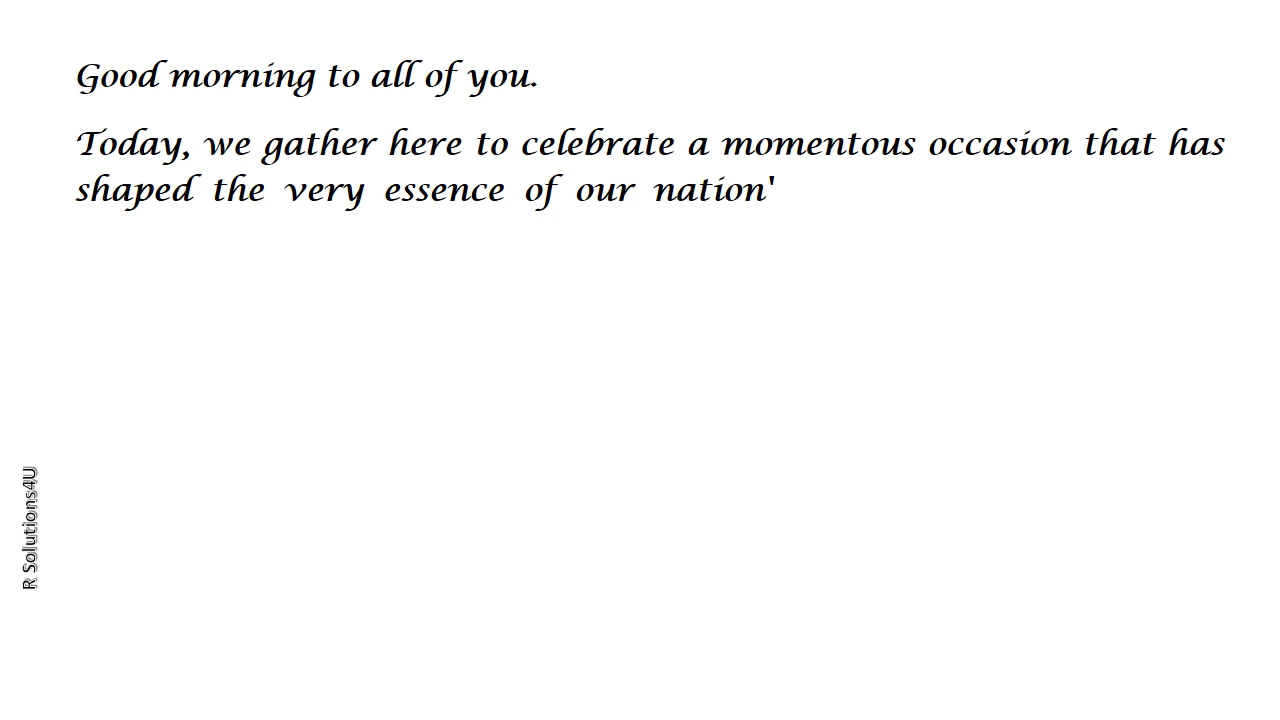 Good morning to all of you.
Today, we gather here to celebrate a momentous occasion that has
shaped the very essence of our nation'
R Solutions4U